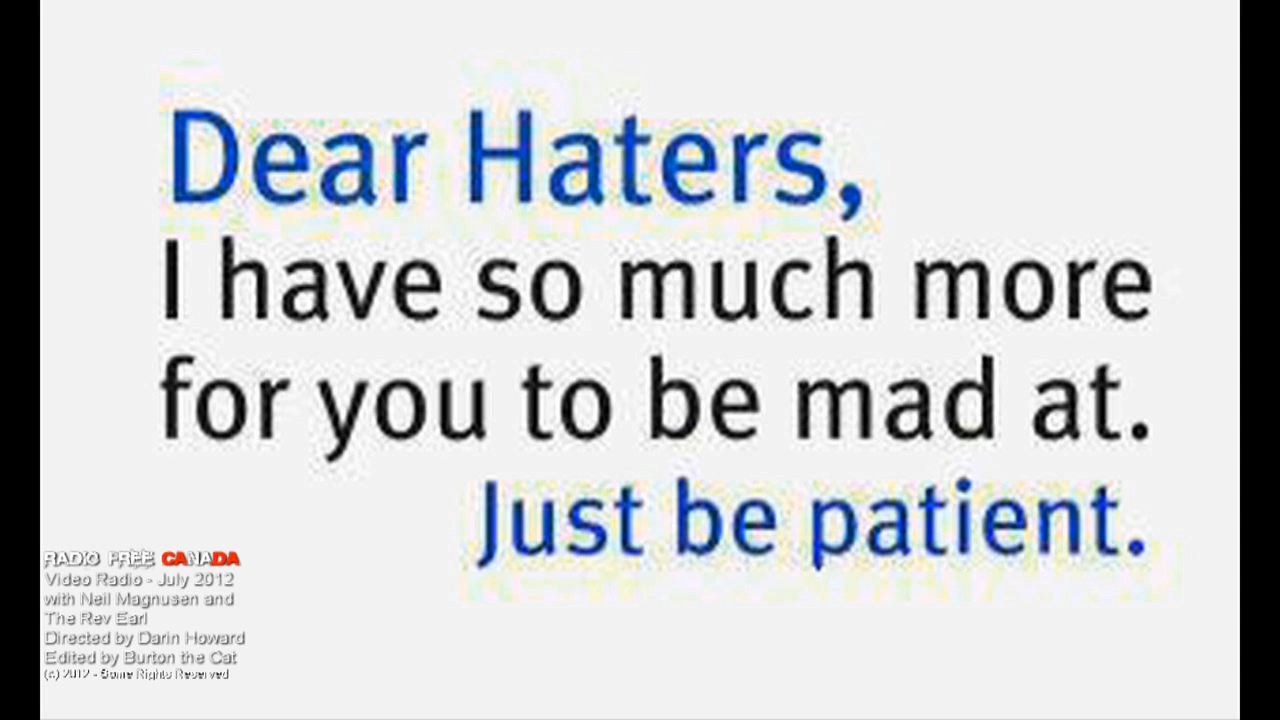 Dear Haters,
I have so much more
for you to be mad at.
Just be patient.
RADIO FREE CANADA
Video Radio - July 2012
with Neil Magnusen and
The Rev Earl
Directed by Darin Howard
Edited by Burton the Cat
(c) 2012 - Some Rights Reserved